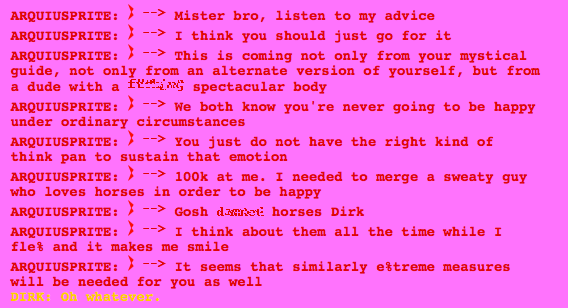 ARQUIUSPRITE: --> Mister bro, listen to my advice
ARQUIUSPRITE: --> I think you should just go for it
ARQUIUSPRITE: --> This is coming not only from your mystical
guide, not only from an alternate version of yourself, but from
a dude with a spectacular body
ARQUIUSPRITE: --> We both know you're never going to be happy
under ordinary circumstances
ARQUIUSPRITE: --> You just do not have the right kind of
think pan to sustain that emotion
ARQUIUSPRITE: --> 100k at me. I needed to merge a sweaty guy
who loves horses in order to be happy
ARQUIUSPRITE: --> Gosh horses Dirk
ARQUIUSPRITE: --> I think about them all the time while I
fle% and it makes me smile
ARQUIUSPRITE: --> It seems that similarly e%treme measures
will be needed for you as well
DIRK: Oh whatever.